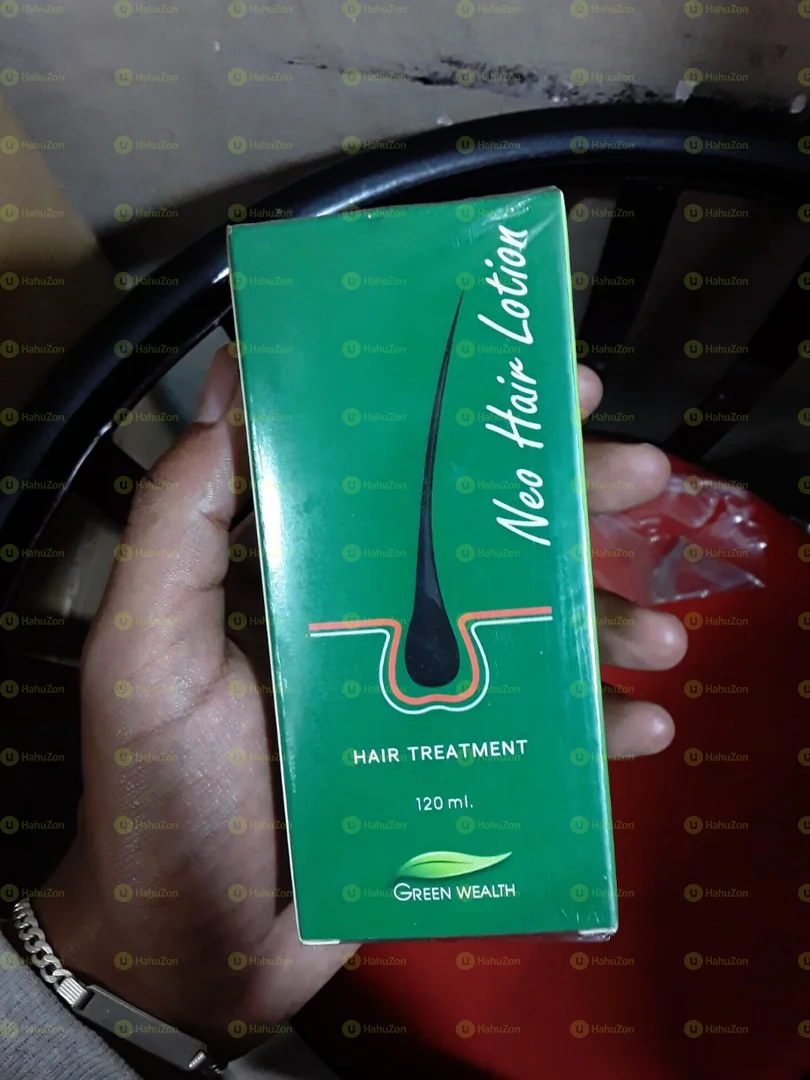 Neo Hair Lotion
HAIR TREATMENT
120 ml.
GREEN WEALTH
HahuZon